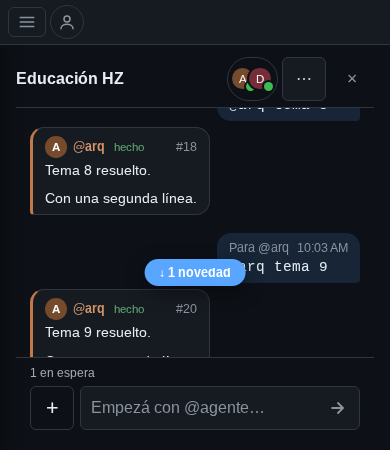 Educación HZ
A
D
...
×
A @arq hecho #18
Tema 8 resuelto.
Con una segunda línea.
Para @arq 10:03 AM
arq tema 9
↓ 1 novedad
A @arq hecho #20
Tema 9 resuelto.
1 en espera
+
Empezá con @agente…
→